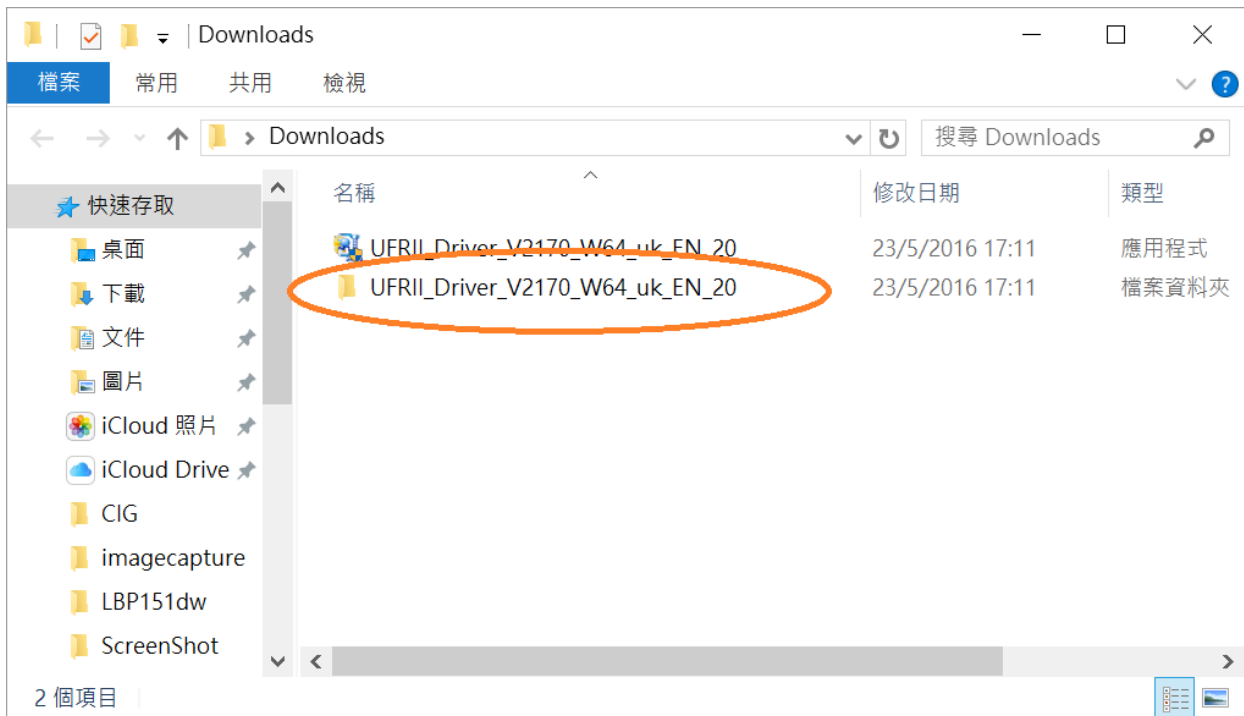 Downloads
檔案 常用 共用 檢視
Downloads 搜尋 Downloads
名稱 修改日期 類型
快速存取
桌面
下載
文件
圖片
iCloud 照片
iCloud Drive
CIG
imagecapture
LBP151dw
ScreenShot
UFRII_Driver_V2170_W64_uk_EN_20 23/5/2016 17:11 應用程式
UFRII_Driver_V2170_W64_uk_EN_20 23/5/2016 17:11 檔案資料夾
2 個項目